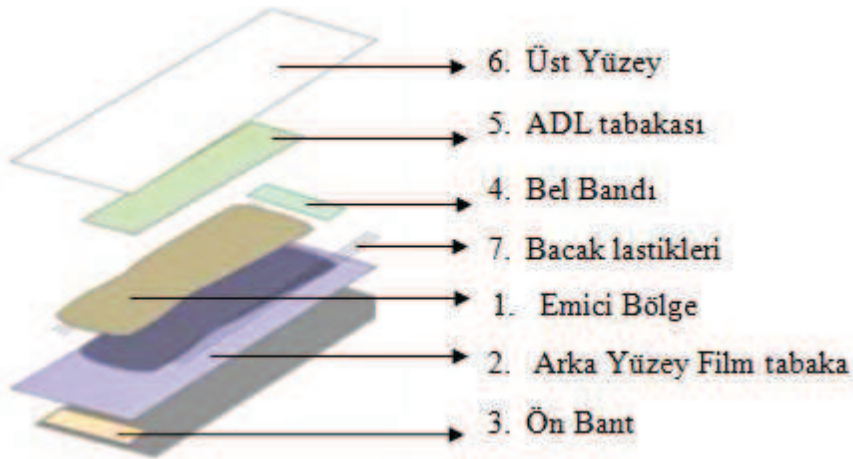 6. Üst Yüzey
5. ADL tabakası
4. Bel Bandı
7. Bacak lastikleri
1. Emici Bölge
2. Arka Yüzey Film tabaka
3. Ön Bant